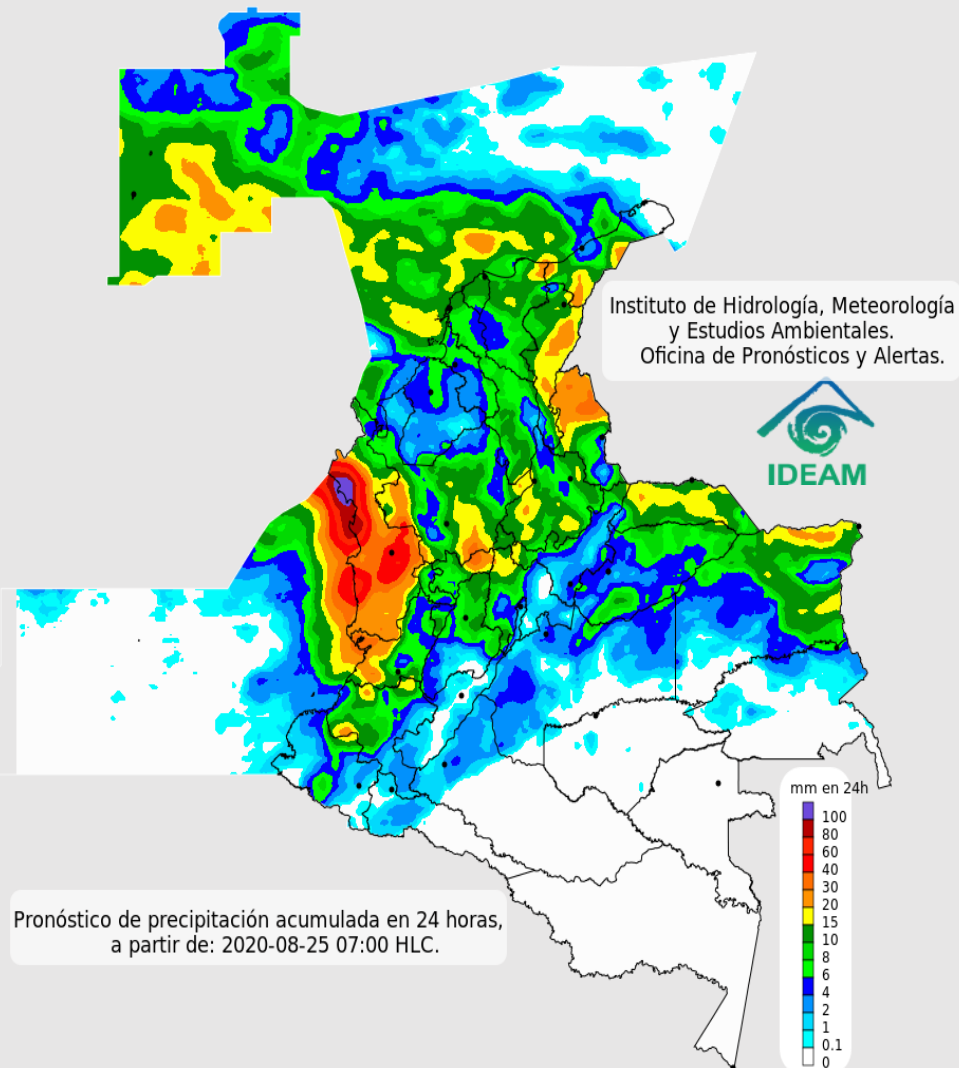 Instituto de Hidrología, Meteorología
y Estudios Ambientales.
Oficina de Pronósticos y Alertas.
IDEAM
mm en 24h
100
80
60
40
30
20
15
10
8
6
4
2
1
0.1
0
Pronóstico de precipitación acumulada en 24 horas,
a partir de: 2020-08-25 07:00 HLC.